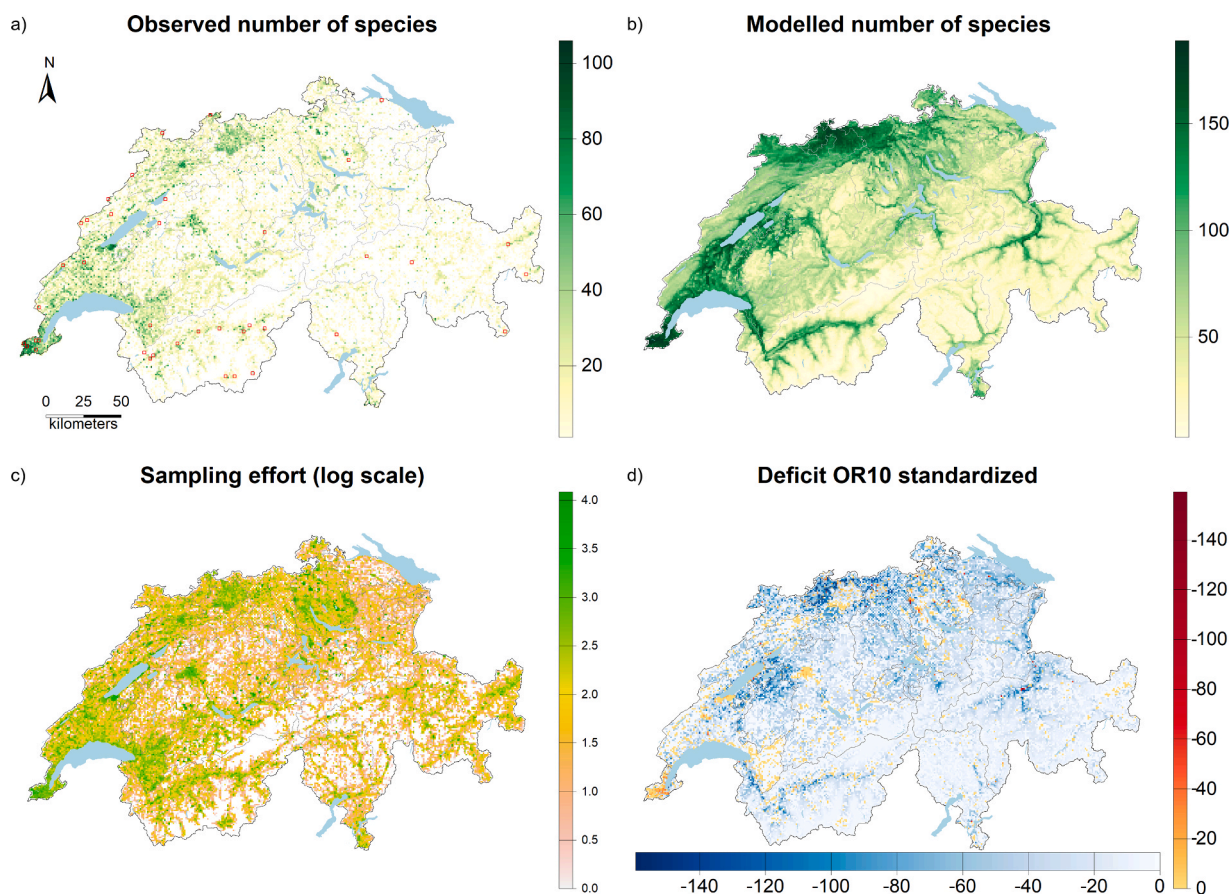 a)
Observed number of species
N
100
80
60
40
20
0 25 50
kilometers
b)
Modelled number of species
150
100
50
c)
Sampling effort (log scale)
4.0
3.5
3.0
2.5
2.0
1.5
1.0
0.5
0.0
d)
Deficit OR10 standardized
-140
-120
-100
-80
-60
-40
-20
0
-140 -120 -100 -80 -60 -40 -20 0